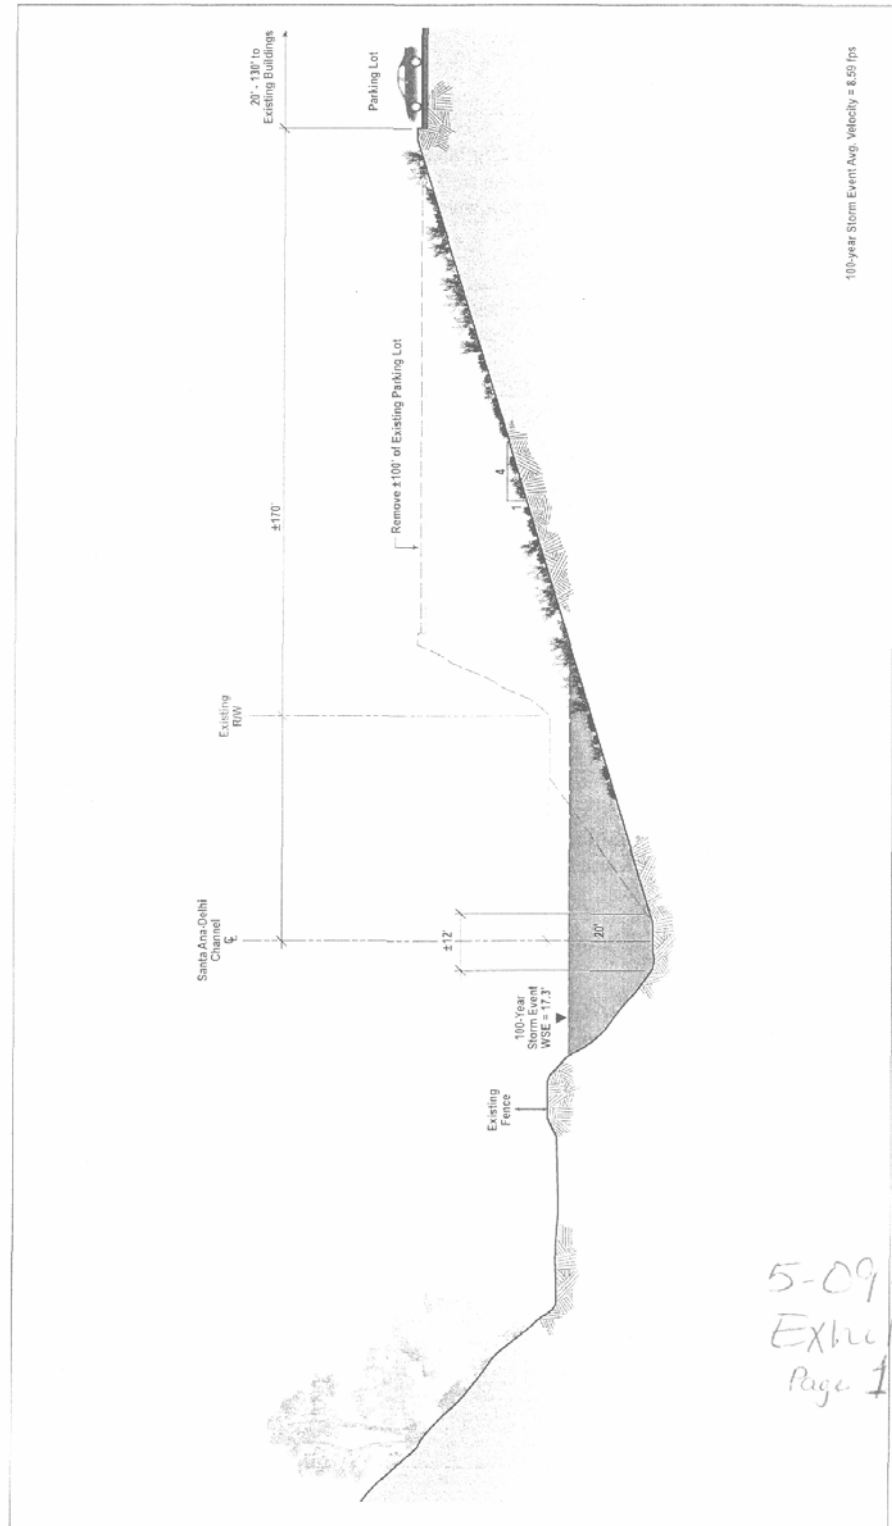 20' - 130' to
Existing Buildings
Parking Lot
±170'
Remove ±100' of Existing Parking Lot
4
1
Existing
R/W
Santa Ana-Delhi
Channel
℄
±12'
20'
100-Year
Storm Event
WSE = 17.3'
Existing
Fence
100-year Storm Event Avg. Velocity = 8.59 fps
5-09
Page 1